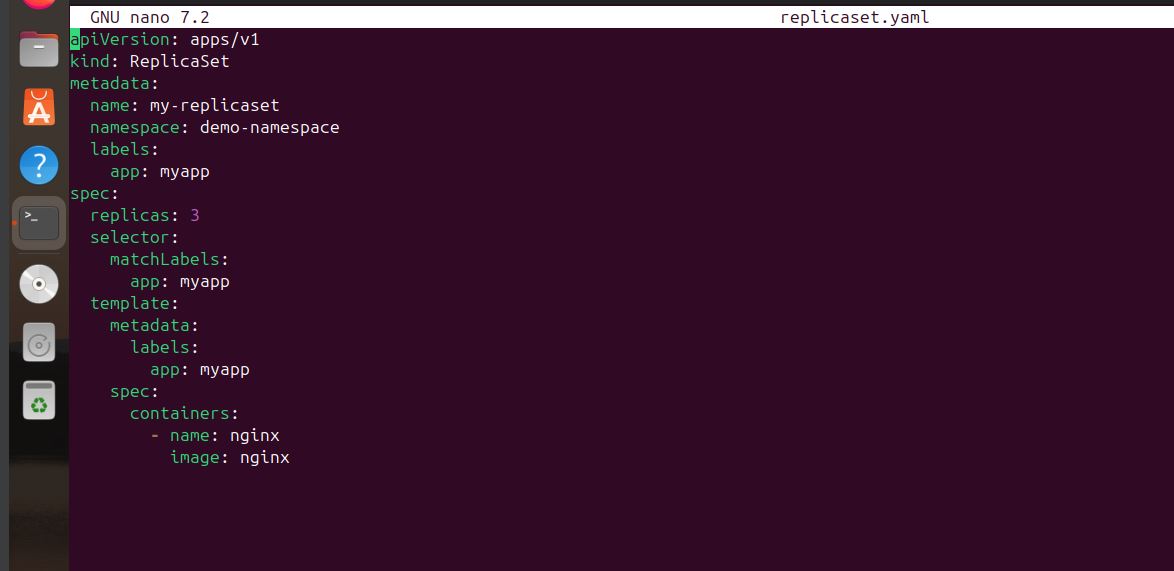 GNU nano 7.2 replicaset.yaml
apiVersion: apps/v1
kind: ReplicaSet
metadata:
  name: my-replicaset
  namespace: demo-namespace
  labels:
    app: myapp
spec:
  replicas: 3
  selector:
    matchLabels:
      app: myapp
  template:
    metadata:
      labels:
        app: myapp
    spec:
      containers:
        - name: nginx
          image: nginx